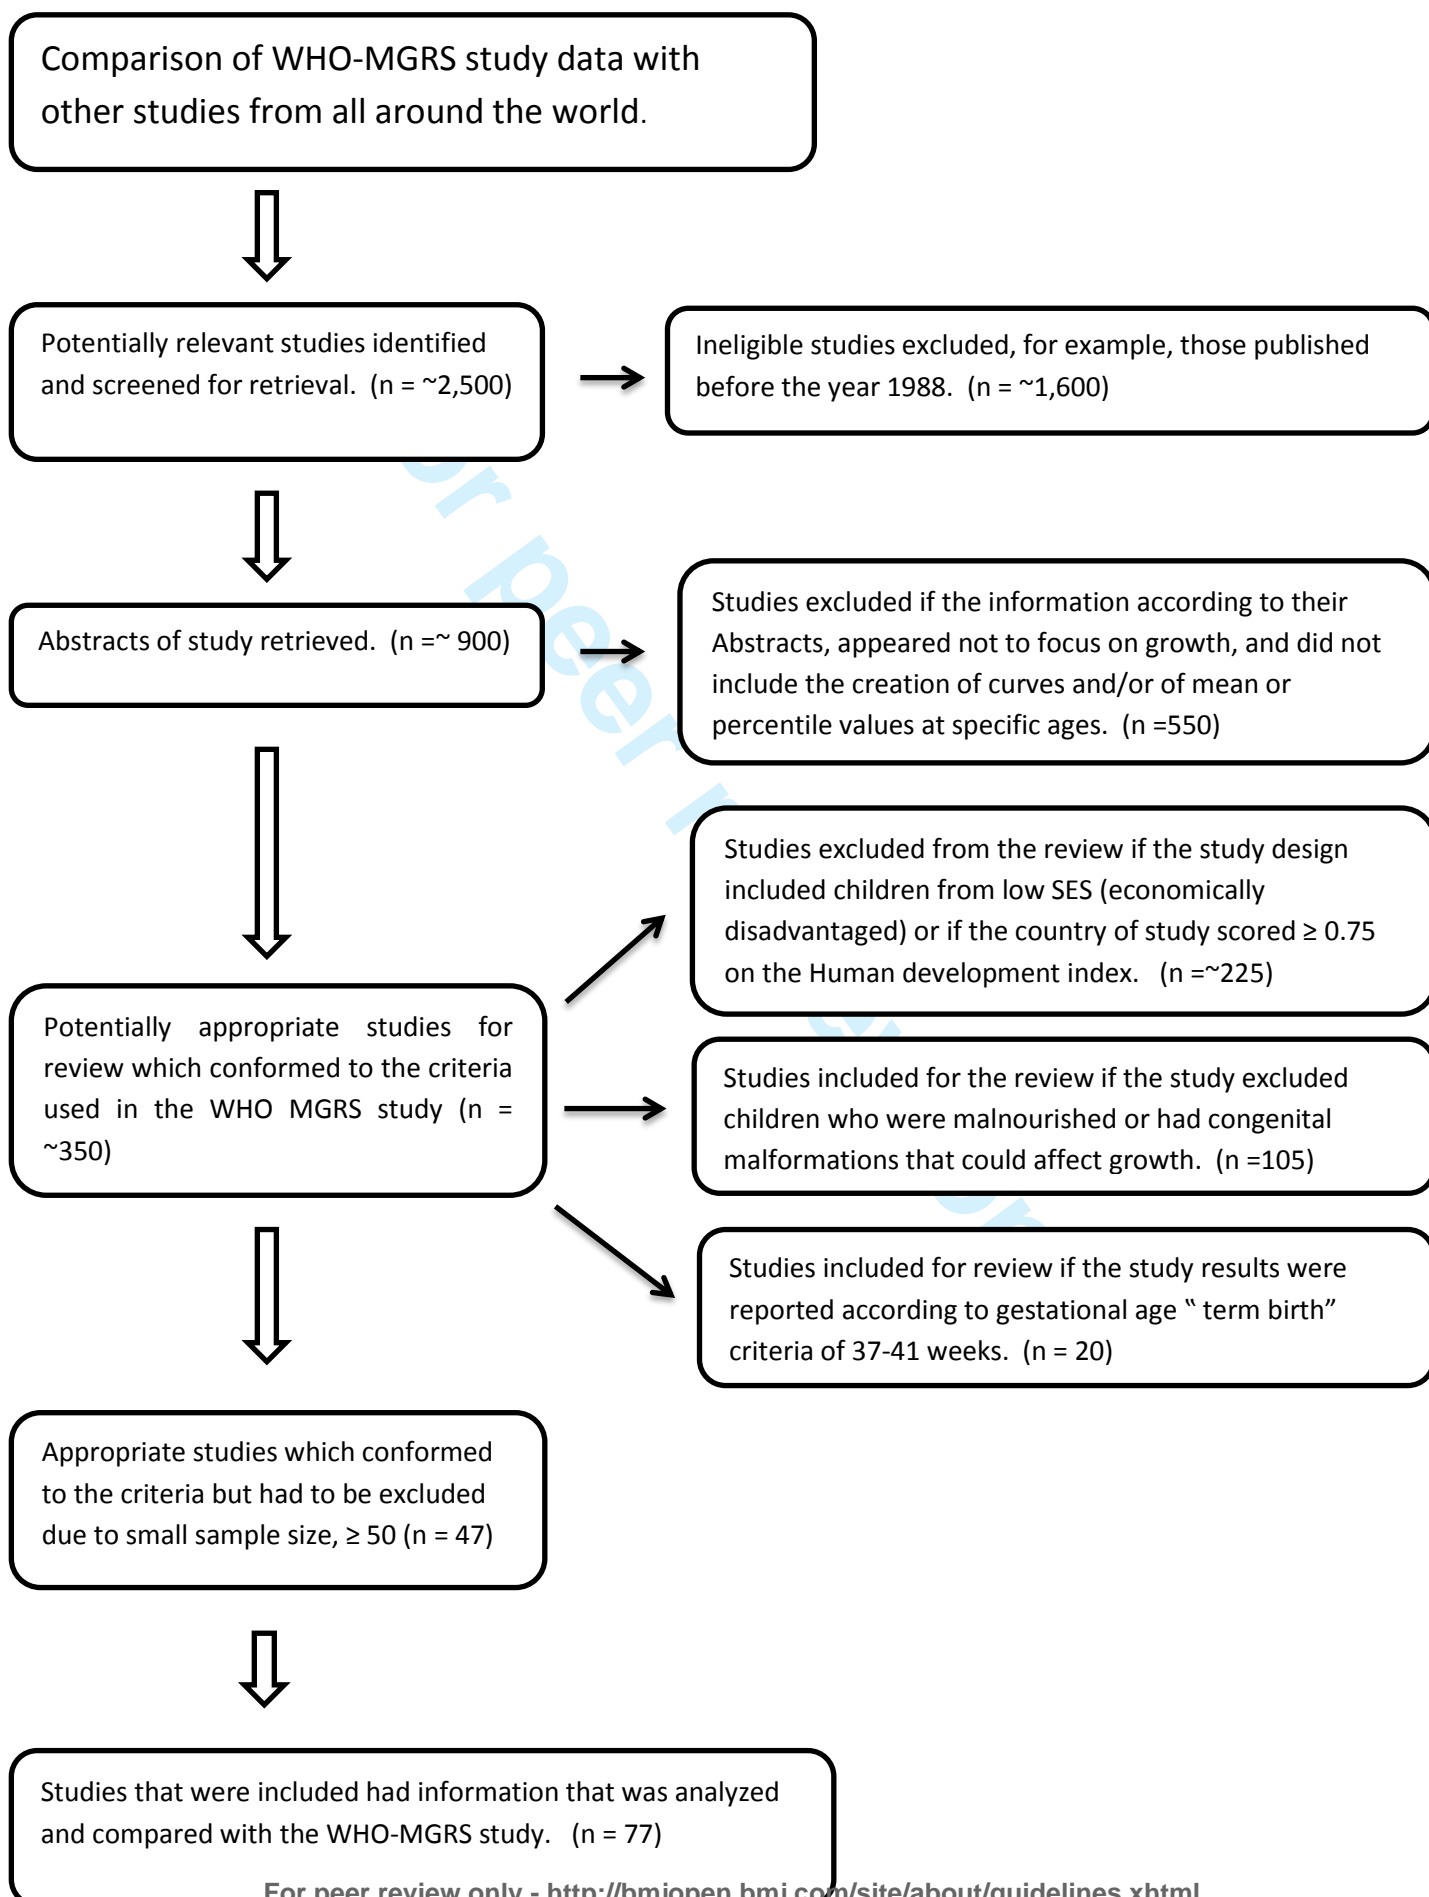 Comparison of WHO-MGRS study data with
other studies from all around the world.
Potentially relevant studies identified
and screened for retrieval.  (n = ~2,500)
Ineligible studies excluded, for example, those published
before the year 1988.  (n = ~1,600)
Abstracts of study retrieved.  (n =~ 900)
Studies excluded if the information according to their
Abstracts, appeared not to focus on growth, and did not
include the creation of curves and/or of mean or
percentile values at specific ages.  (n =550)
Studies excluded from the review if the study design
included children from low SES (economically
disadvantaged) or if the country of study scored ≥ 0.75
on the Human development index.   (n =~225)
Potentially appropriate studies for
review which conformed to the criteria
used in the WHO MGRS study (n =
~350)
Studies included for the review if the study excluded
children who were malnourished or had congenital
malformations that could affect growth.  (n =105)
Studies included for review if the study results were
reported according to gestational age “ term birth”
criteria of 37-41 weeks.  (n = 20)
Appropriate studies which conformed
to the criteria but had to be excluded
due to small sample size, ≥ 50 (n = 47)
Studies that were included had information that was analyzed
and compared with the WHO-MGRS study.   (n = 77)
For peer review only - http://bmjopen.bmj.com/site/about/guidelines.xhtml